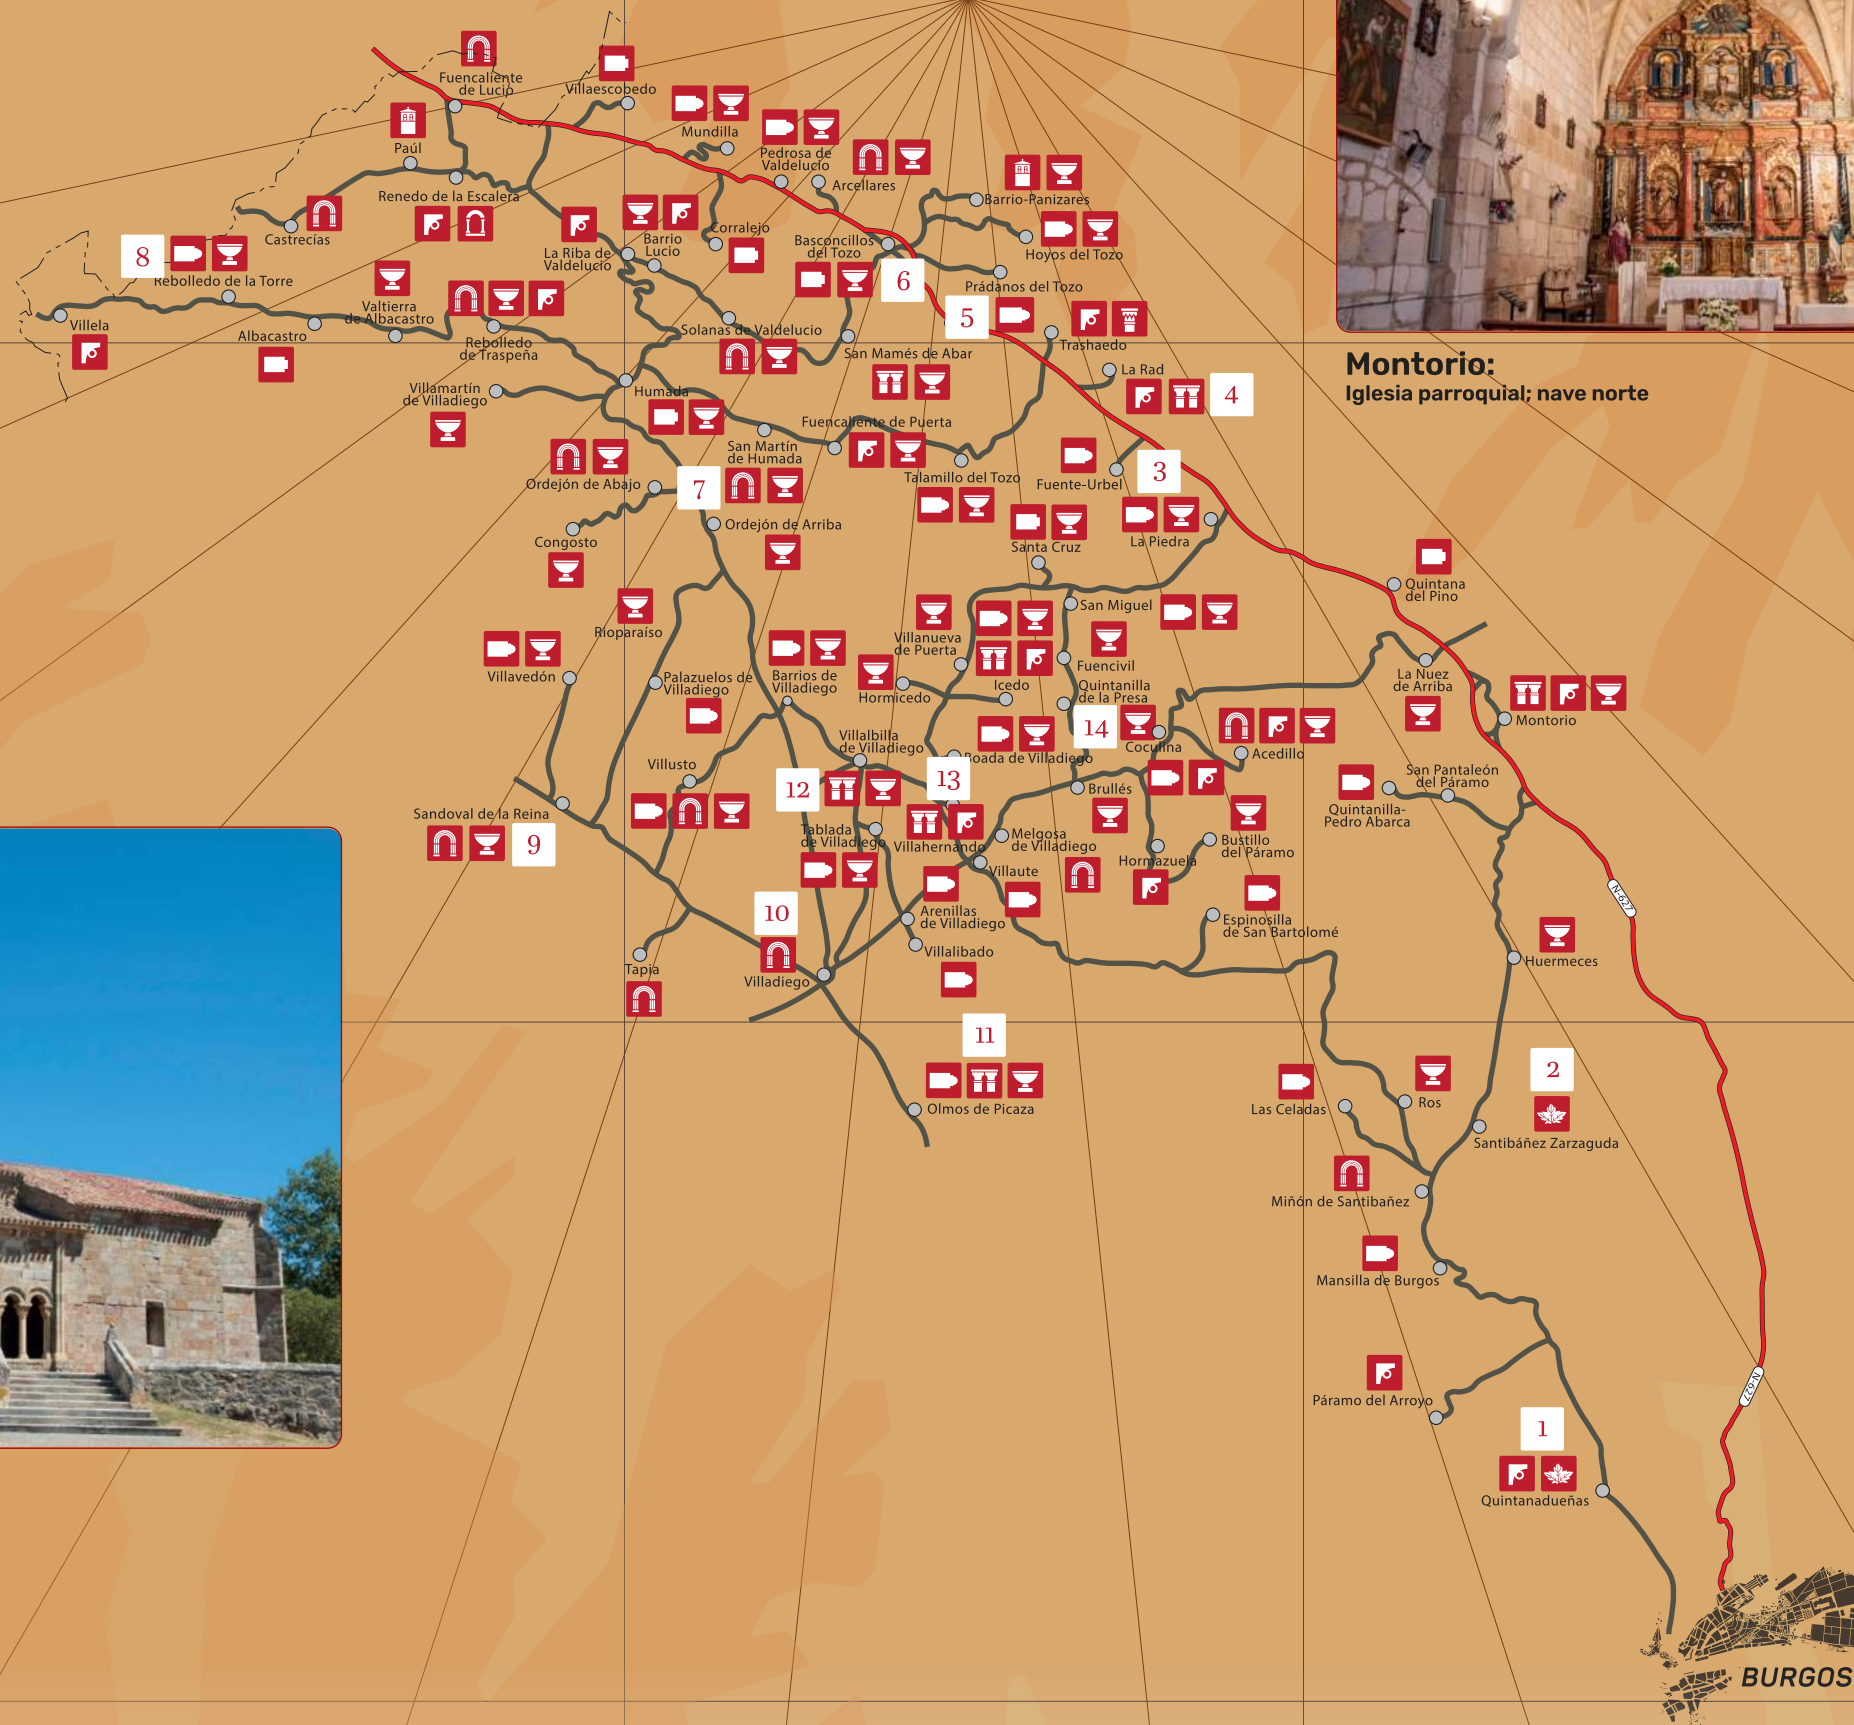 Fuencaliente
de Lucio
Villaescobedo
Mundilla
Paúl
Pedrosa de
Valdelucio
Arcellares
Renedo de la Escalera
Barrio-Panizares
Castrecías
Corralejo
Barrio
Lucio
La Riba de
Valdelucio
Basconcillos
del Tozo
Hoyos del Tozo
8
Rebolledo de la Torre
6
Prádanos del Tozo
Valtierra
de Albacastro
5
Villela
Albacastro
Rebolledo
de Traspeña
Solanas de Valdelucio
Trashaedo
San Mamés de Abar
La Rad
4
Montorio:
Iglesia parroquial; nave norte
Villamartín
de Villadiego
Humada
Fuencaliente de Puerta
San Martín
de Humada
Ordejón de Abajo
7
Talamillo del Tozo
Fuente-Urbel
3
Ordejón de Arriba
Congosto
Santa Cruz
La Piedra
Quintana
del Pino
San Miguel
Rioparaíso
Villanueva
de Puerta
Fuencivil
Villavedón
Palazuelos de
Villadiego
Barrios de
Villadiego
Hormicedo
Icedo
Quintanilla
de la Presa
La Nuez
de Arriba
Montorio
14
Coculina
Villalbilla
de Villadiego
Boada de Villadiego
Acedillo
Villusto
12
13
Brullés
San Pantaleón
del Páramo
Quintanilla-
Pedro Abarca
Sandoval de la Reina
9
Tablada
de Villadiego
Villahernando
Melgosa
de Villadiego
Hormazuela
Bustillo
del Páramo
Villaute
N-627
10
Arenillas
de Villadiego
Espinosilla
de San Bartolomé
Villalibado
Huermeces
Tapia
Villadiego
11
Olmos de Picaza
2
Las Celadas
Ros
Santibáñez Zarzaguda
Miñón de Santibañez
Mansilla de Burgos
N-627
Páramo del Arroyo
1
Quintanadueñas
BURGOS